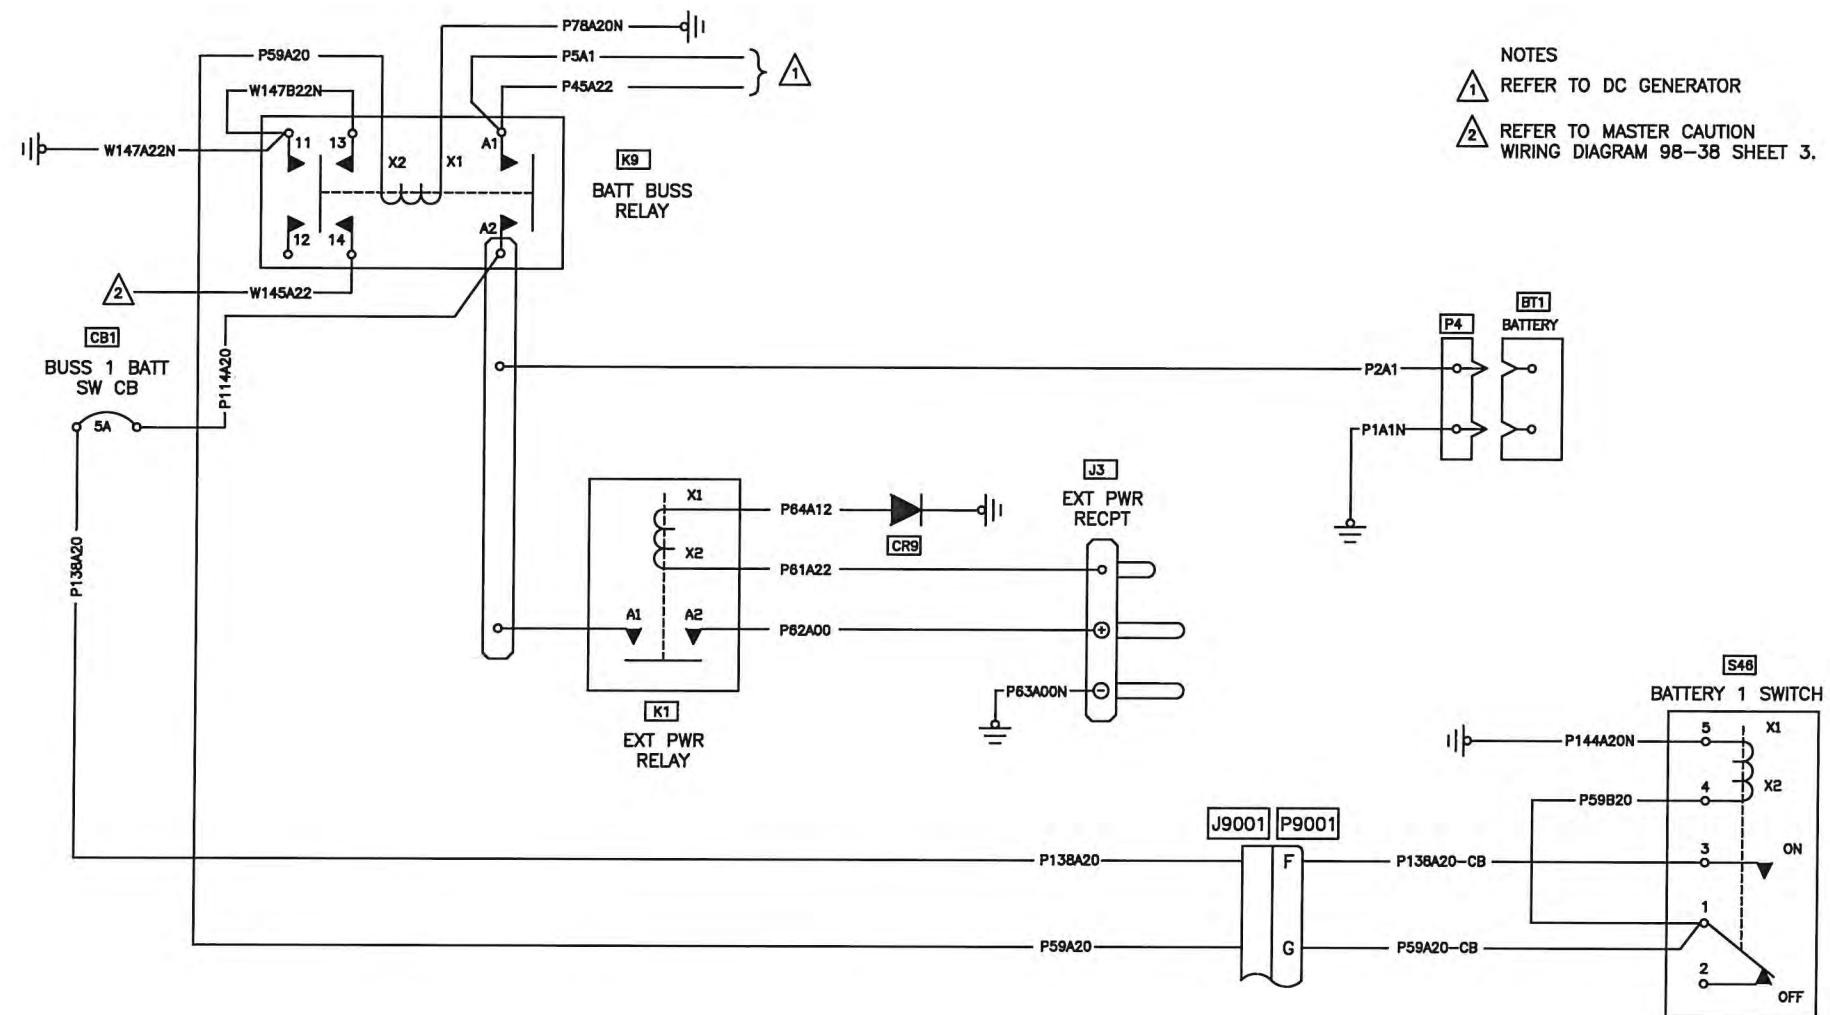 P78A20N
P59A20
P5A1
1
W147B22N
P45A22
NOTES
1 REFER TO DC GENERATOR
2 REFER TO MASTER CAUTION
WIRING DIAGRAM 98-38 SHEET 3.
W147A22N
11 13
X2 X1
A1
K9
BATT BUSS
RELAY
12 14
A2
2
W145A22
CB1
BUSS 1 BATT
SW CB
5A
P114A20
P138A20
P2A1
P1A1N
P4
BT1
BATTERY
X1
X2
A1 A2
K1
EXT PWR
RELAY
P64A12
CR9
P61A22
P62A00
P63A00N
J3
EXT PWR
RECPT
+
-
S46
BATTERY 1 SWITCH
P144A20N
5 X1
P59B20
4 X2
J9001 P9001
P138A20
F
P138A20-CB
3 ON
1
P59A20
G
P59A20-CB
2 OFF